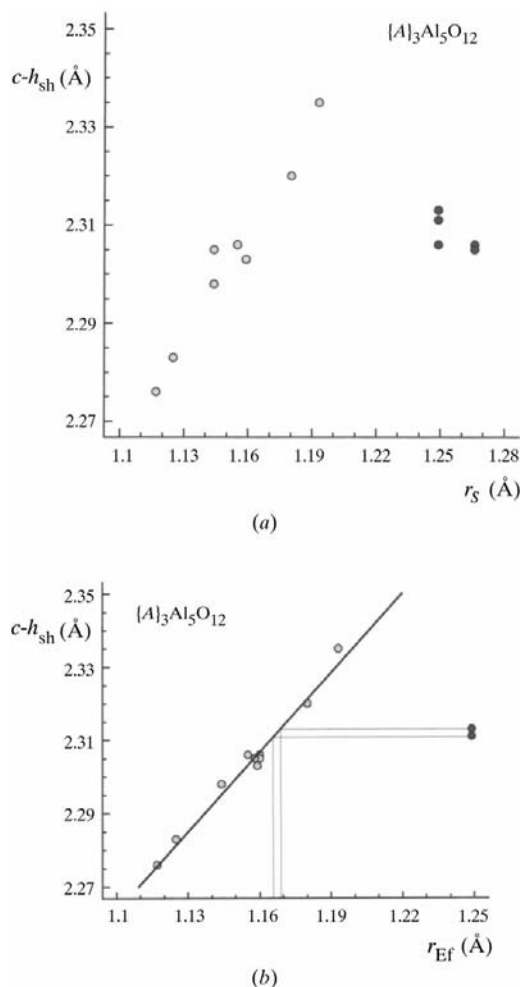 2.35
{A}₃Al₅O₁₂
c-h_sh (Å)
2.33
2.31
2.29
2.27
1.1 1.13 1.16 1.19 1.22 1.25 1.28
r_S (Å)
(a)
2.35
c-h_sh (Å)
{A}₃Al₅O₁₂
2.33
2.31
2.29
2.27
1.1 1.13 1.16 1.19 1.22 1.25
r_Ef (Å)
(b)